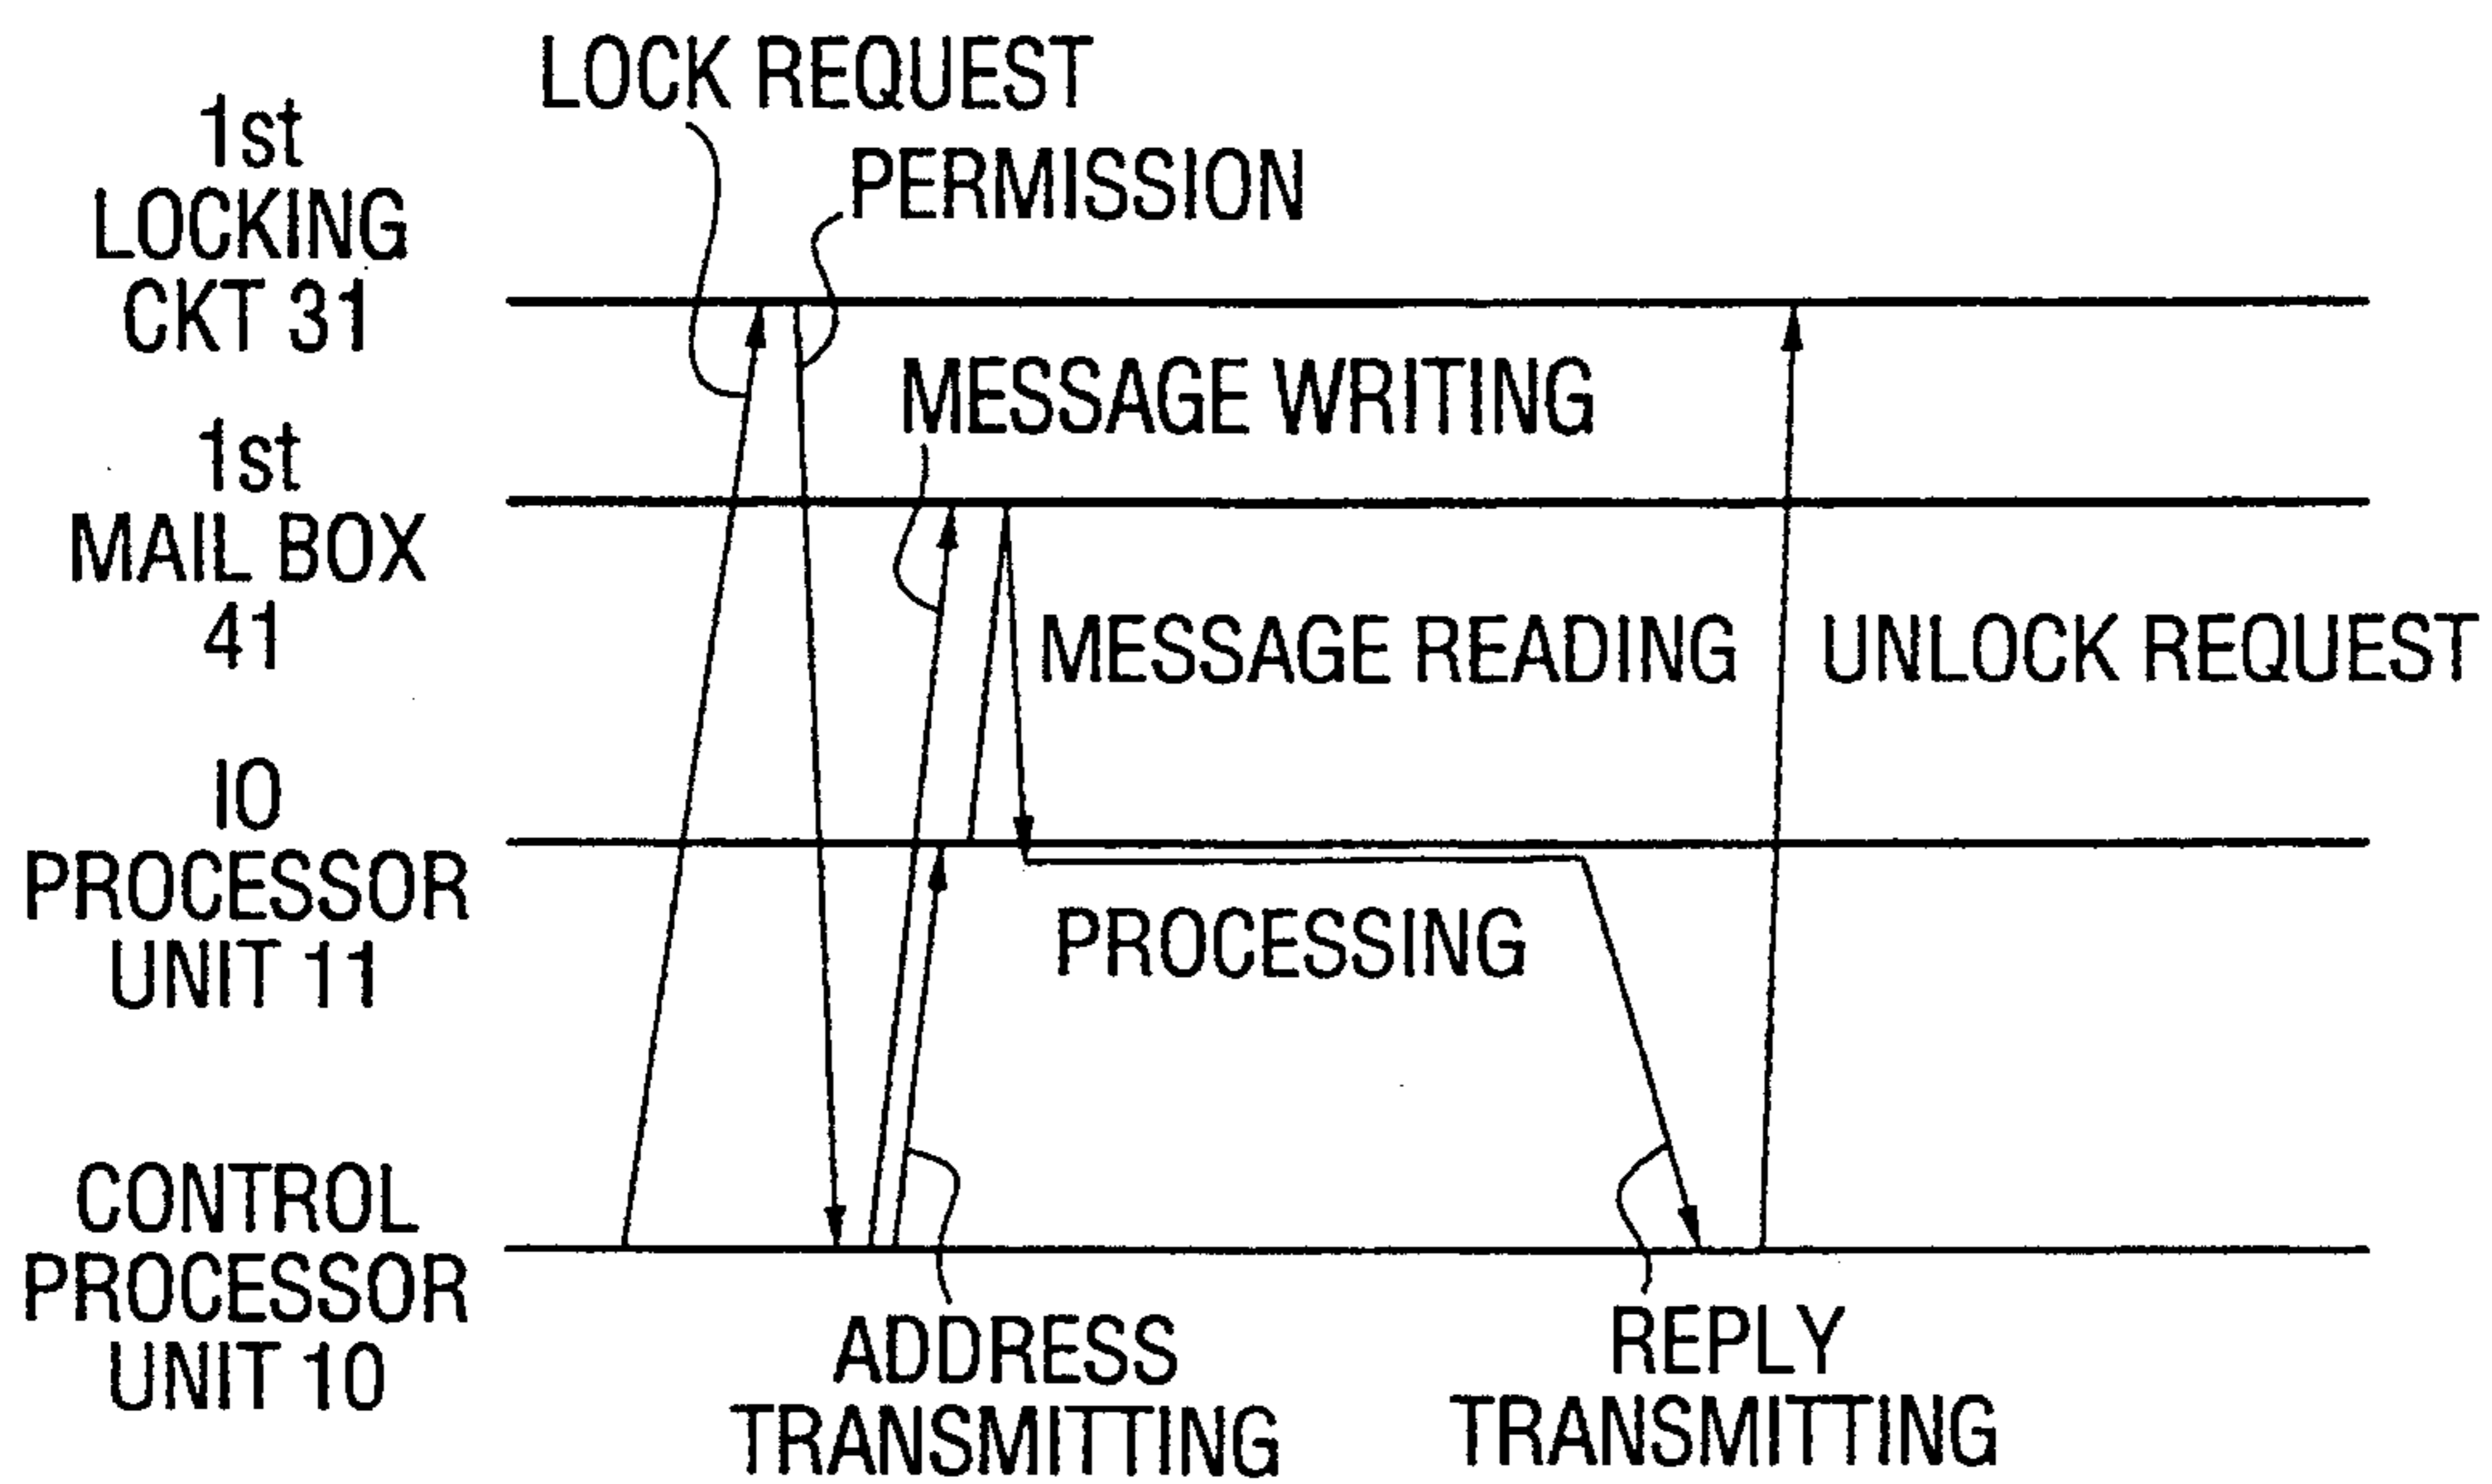 LOCK REQUEST
PERMISSION
1st
LOCKING
CKT 31
MESSAGE WRITING
1st
MAIL BOX
41
MESSAGE READING
UNLOCK REQUEST
IO
PROCESSOR
UNIT 11
PROCESSING
CONTROL
PROCESSOR
UNIT 10
ADDRESS
TRANSMITTING
REPLY
TRANSMITTING